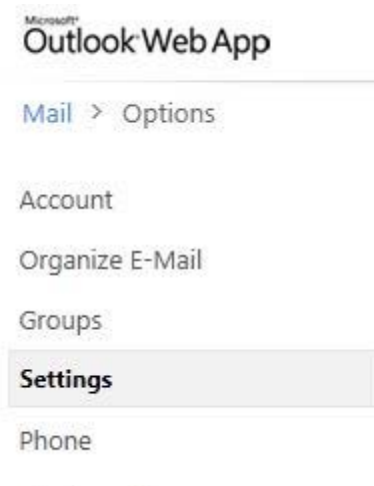 Microsoft®
Outlook Web App
Mail > Options
Account
Organize E-Mail
Groups
Settings
Phone